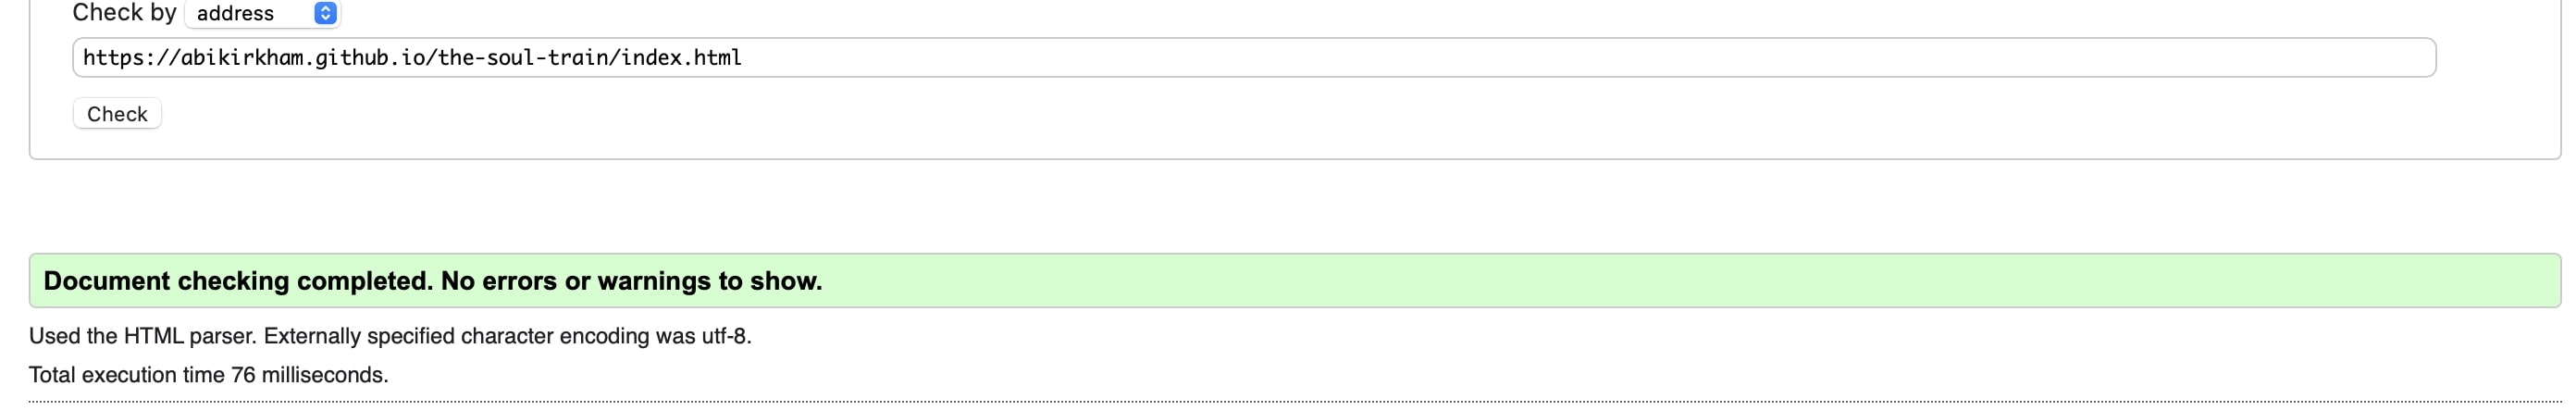 Check by address
https://abikirkham.github.io/the-soul-train/index.html
Check
Document checking completed. No errors or warnings to show.
Used the HTML parser. Externally specified character encoding was utf-8.
Total execution time 76 milliseconds.